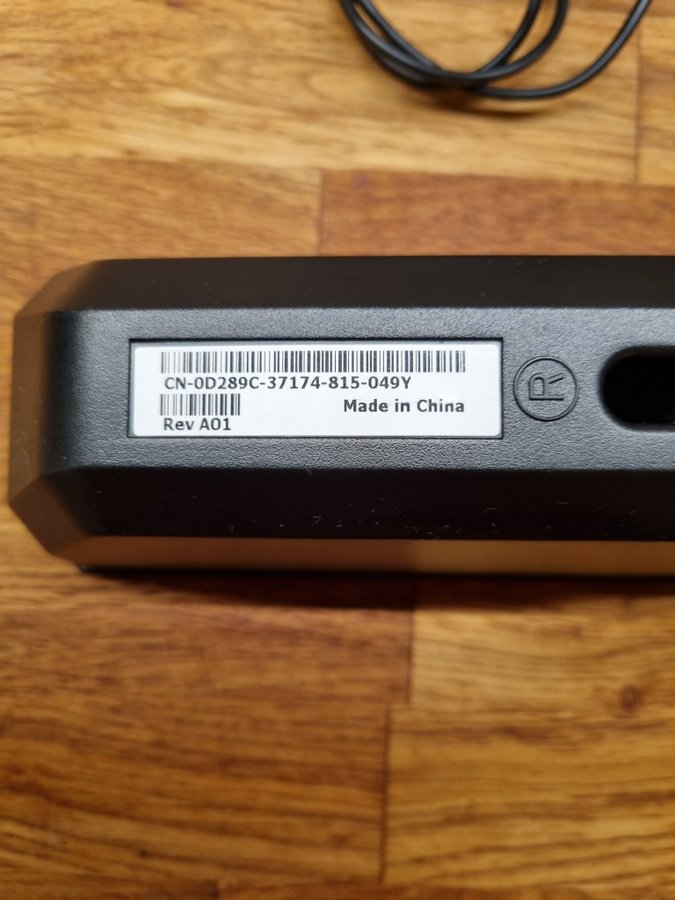 CN-0D289C-37174-815-049Y
Made in China
Rev A01
R